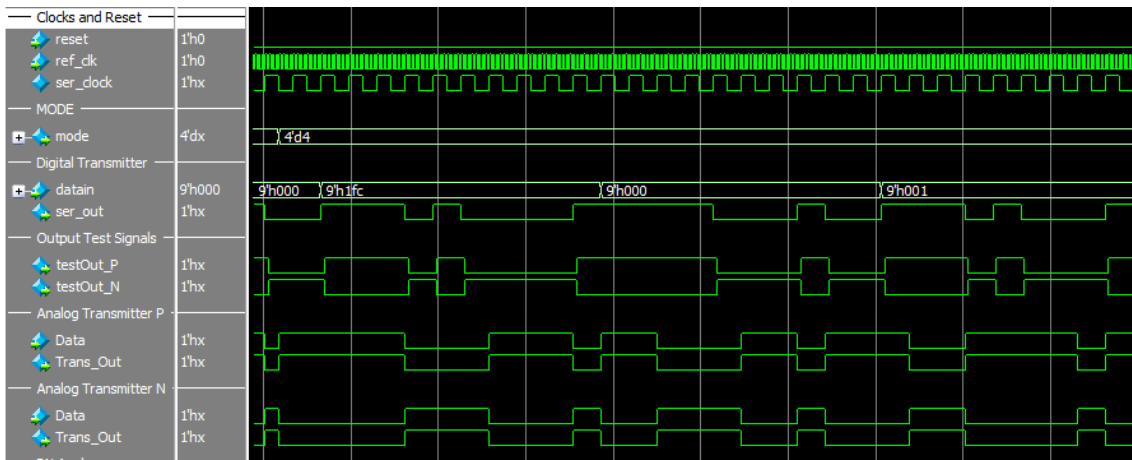 Clocks and Reset
reset 1'h0
ref_clk 1'h0
ser_clock 1'hx
MODE
mode 4'dx 4'd4
Digital Transmitter
datain 9'h000 9'h000 9'h1fc 9'h000 9'h001
ser_out 1'hx
Output Test Signals
testOut_P 1'hx
testOut_N 1'hx
Analog Transmitter P
Data 1'hx
Trans_Out 1'hx
Analog Transmitter N
Data 1'hx
Trans_Out 1'hx